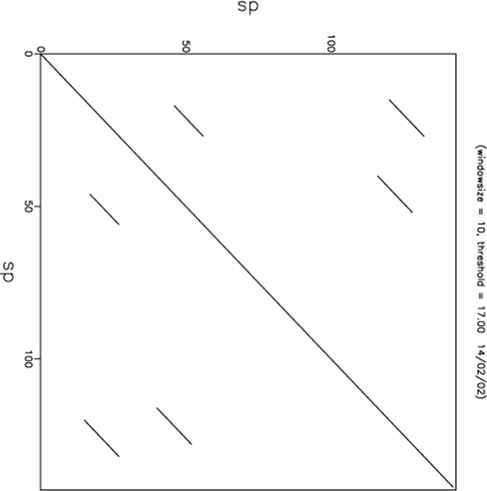 sp
0 50 100
0
50
100
sp
(windowsize = 10, threshold = 17.00 14/02/02)